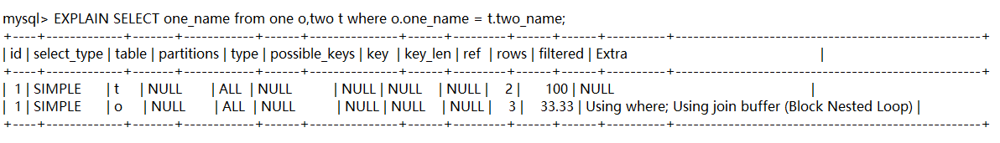 mysql> EXPLAIN SELECT one_name from one o,two t where o.one_name = t.two_name;
+----+-------------+-------+------------+------+---------------+------+---------+------+------+----------+----------------------------------------------------+
| id | select_type | table | partitions | type | possible_keys | key | key_len | ref | rows | filtered | Extra |
+----+-------------+-------+------------+------+---------------+------+---------+------+------+----------+----------------------------------------------------+
| 1 | SIMPLE | t | NULL | ALL | NULL | NULL | NULL | NULL | 2 | 100 | NULL |
| 1 | SIMPLE | o | NULL | ALL | NULL | NULL | NULL | NULL | 3 | 33.33 | Using where; Using join buffer (Block Nested Loop) |
+----+-------------+-------+------------+------+---------------+------+---------+------+------+----------+----------------------------------------------------+